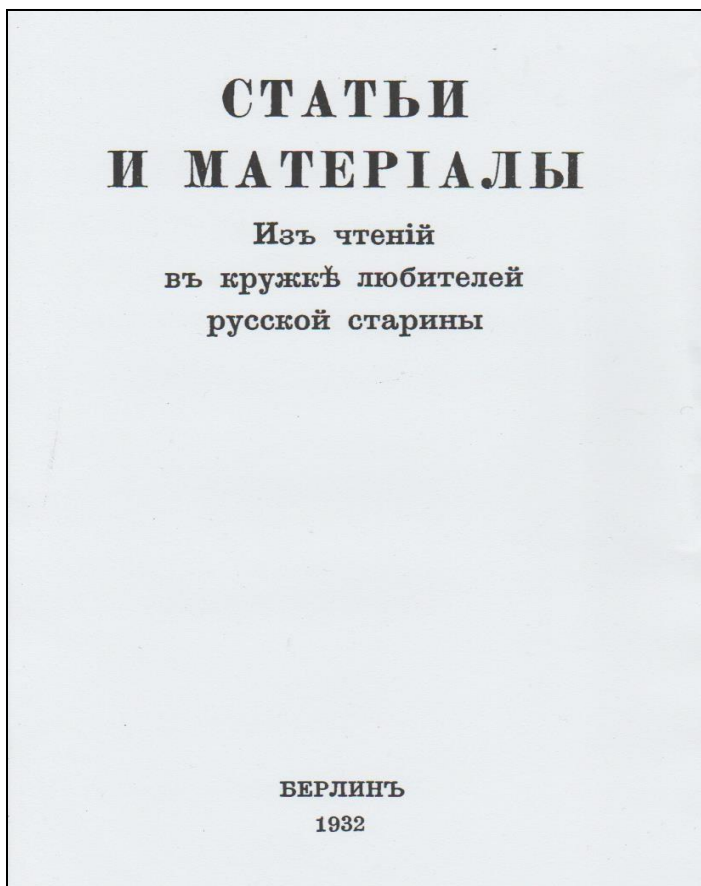 СТАТЬИ
И МАТЕРІАЛЫ
Изъ чтеній
въ кружкѣ любителей
русской старины
БЕРЛИНЪ
1932